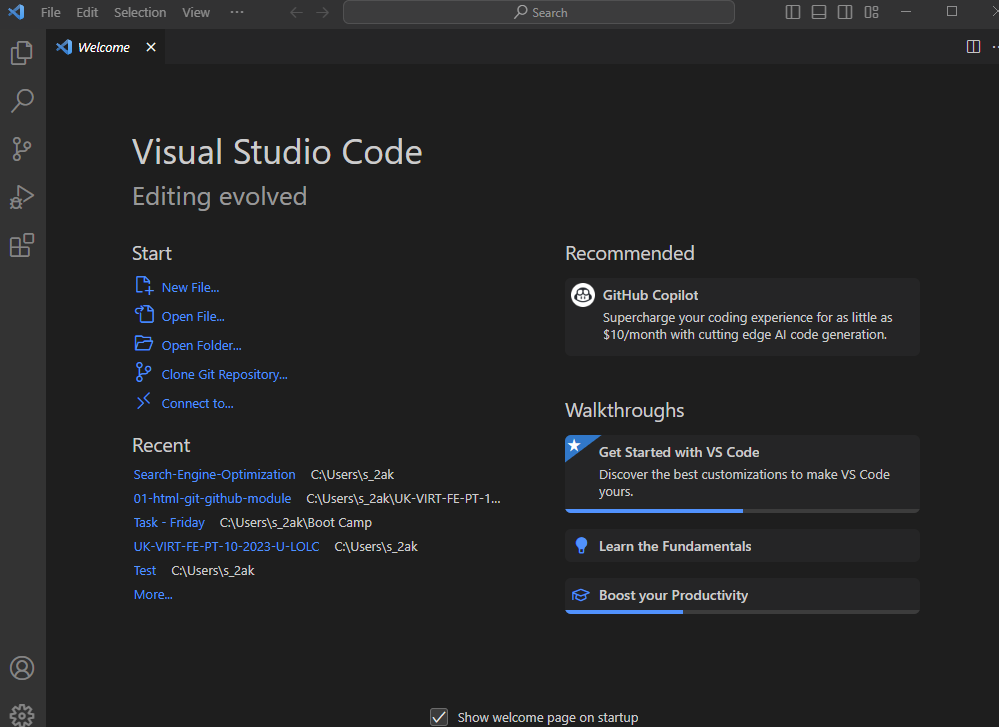 File Edit Selection View ···
Search
Welcome
Visual Studio Code
Editing evolved
Start
New File...
Open File...
Open Folder...
Clone Git Repository...
Connect to...
Recent
Search-Engine-Optimization C:\Users\s_2ak
01-html-git-github-module C:\Users\s_2ak\UK-VIRT-FE-PT-1...
Task - Friday C:\Users\s_2ak\Boot Camp
UK-VIRT-FE-PT-10-2023-U-LOLC C:\Users\s_2ak
Test C:\Users\s_2ak
More...
Recommended
GitHub Copilot
Supercharge your coding experience for as little as
$10/month with cutting edge AI code generation.
Walkthroughs
Get Started with VS Code
Discover the best customizations to make VS Code
yours.
Learn the Fundamentals
Boost your Productivity
Show welcome page on startup